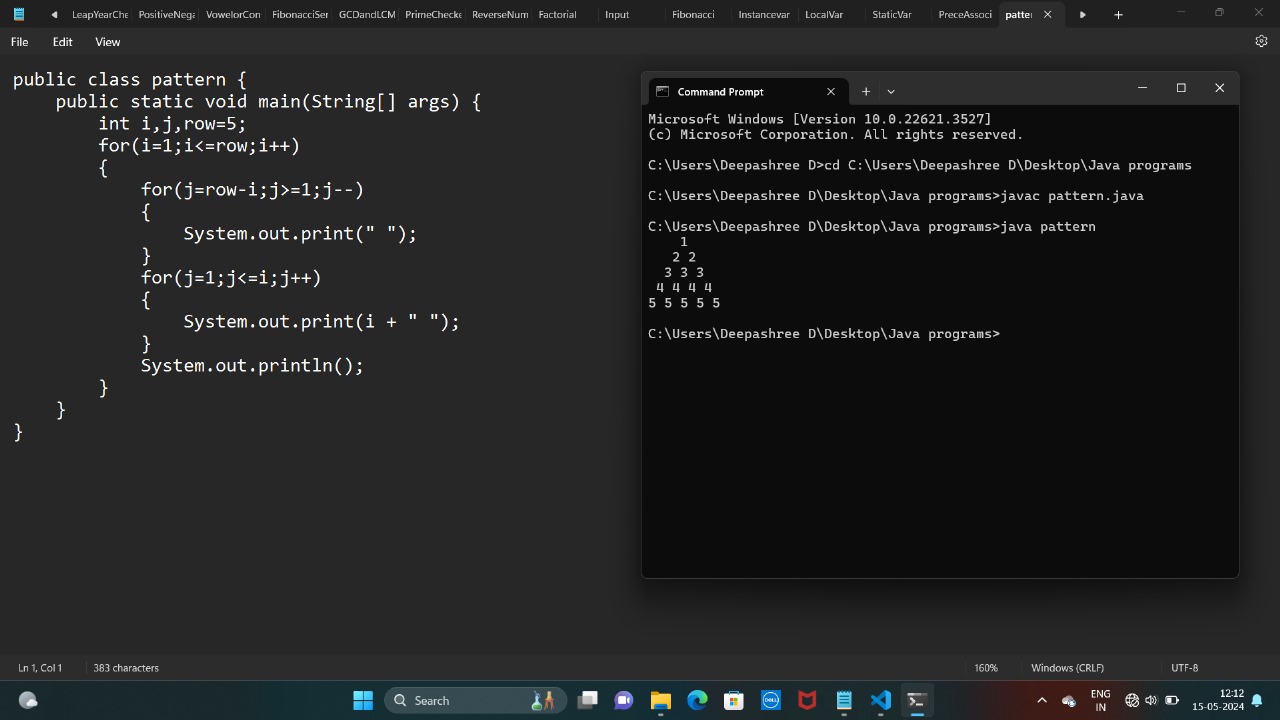 LeapYearChe PositiveNega VowelorCon FibonacciSer GCDandLCM PrimeChecke ReverseNum Factorial Input Fibonacci Instancevar LocalVar StaticVar PreceAssoci patter
File Edit View
public class pattern {
    public static void main(String[] args) {
        int i,j,row=5;
        for(i=1;i<=row;i++)
        {
            for(j=row-i;j>=1;j--)
            {
                System.out.print(" ");
            }
            for(j=1;j<=i;j++)
            {
                System.out.print(i + " ");
            }
            System.out.println();
        }
    }
}
Command Prompt
Microsoft Windows [Version 10.0.22621.3527]
(c) Microsoft Corporation. All rights reserved.
C:\Users\Deepashree D>cd C:\Users\Deepashree D\Desktop\Java programs
C:\Users\Deepashree D\Desktop\Java programs>javac pattern.java
C:\Users\Deepashree D\Desktop\Java programs>java pattern
    1
   2 2
  3 3 3
 4 4 4 4
5 5 5 5 5
C:\Users\Deepashree D\Desktop\Java programs>
Ln 1, Col 1 383 characters 160% Windows (CRLF) UTF-8
Search
DELL
ENG
IN
12:12
15-05-2024